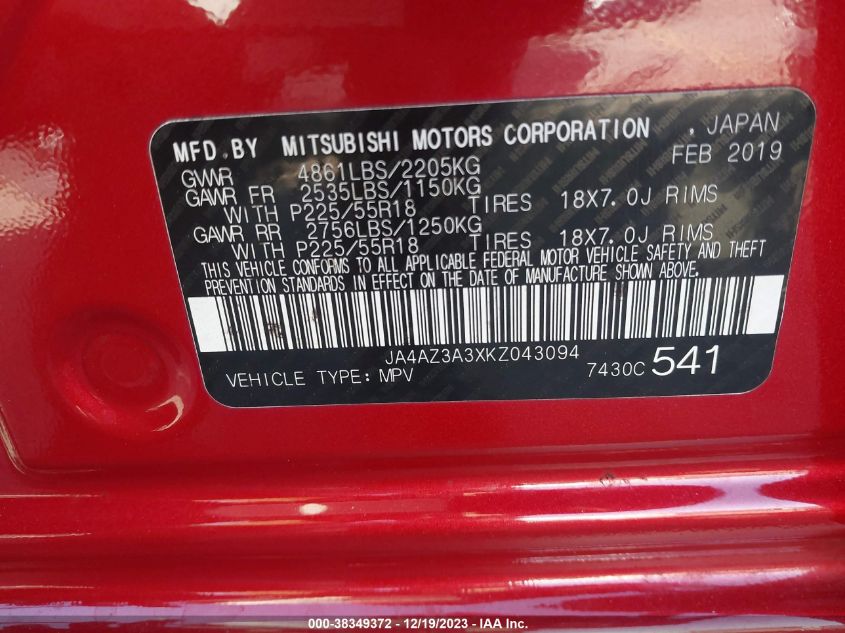 MFD.BY MITSUBISHI MOTORS CORPORATION . JAPAN
GVWR 4861LBS/2205KG FEB 2019
GAWR FR 2535LBS/1150KG
WITH P225/55R18 TIRES 18X7.0J RIMS
GAWR RR 2756LBS/1250KG
WITH P225/55R18 TIRES 18X7.0J RIMS
THIS VEHICLE CONFORMS TO ALL APPLICABLE FEDERAL MOTOR VEHICLE SAFETY AND THEFT
PREVENTION STANDARDS IN EFFECT ON THE DATE OF MANUFACTURE SHOWN ABOVE.
JA4AZ3A3XKZ043094
VEHICLE TYPE: MPV 7430C 541
000-38349372 - 12/19/2023 - IAA Inc.